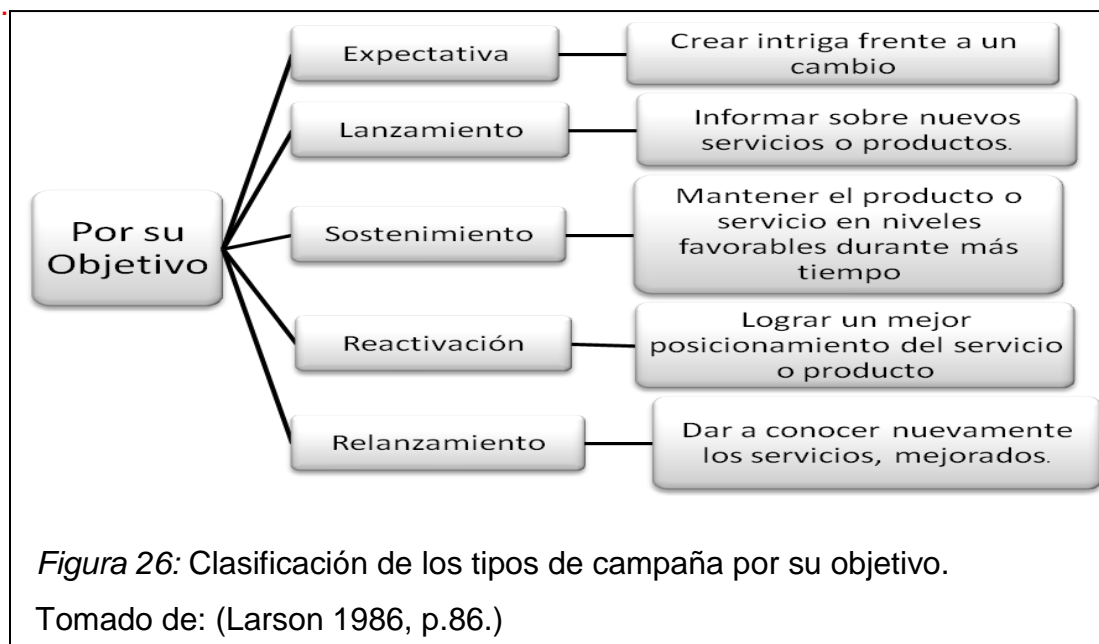 Por su
Objetivo
Expectativa
Crear intriga frente a un
cambio
Lanzamiento
Informar sobre nuevos
servicios o productos.
Sostenimiento
Mantener el producto o
servicio en niveles
favorables durante más
tiempo
Reactivación
Lograr un mejor
posicionamiento del servicio
o producto
Relanzamiento
Dar a conocer nuevamente
los servicios, mejorados.
Figura 26: Clasificación de los tipos de campaña por su objetivo.
Tomado de: (Larson 1986, p.86.)